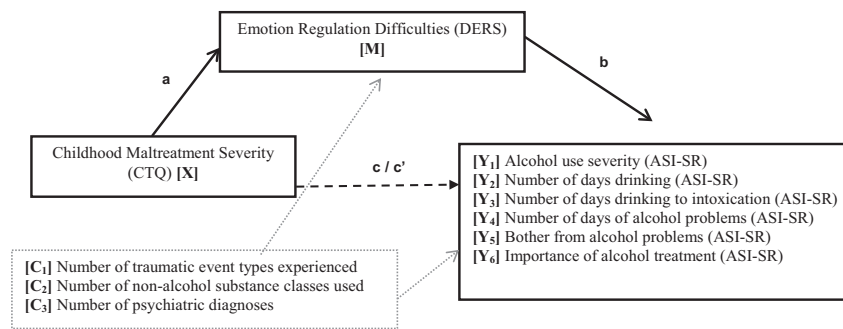 Emotion Regulation Difficulties (DERS)
[M]
a
b
Childhood Maltreatment Severity
(CTQ) [X]
c / c'
[Y₁] Alcohol use severity (ASI-SR)
[Y₂] Number of days drinking (ASI-SR)
[Y₃] Number of days drinking to intoxication (ASI-SR)
[Y₄] Number of days of alcohol problems (ASI-SR)
[Y₅] Bother from alcohol problems (ASI-SR)
[Y₆] Importance of alcohol treatment (ASI-SR)
[C₁] Number of traumatic event types experienced
[C₂] Number of non-alcohol substance classes used
[C₃] Number of psychiatric diagnoses